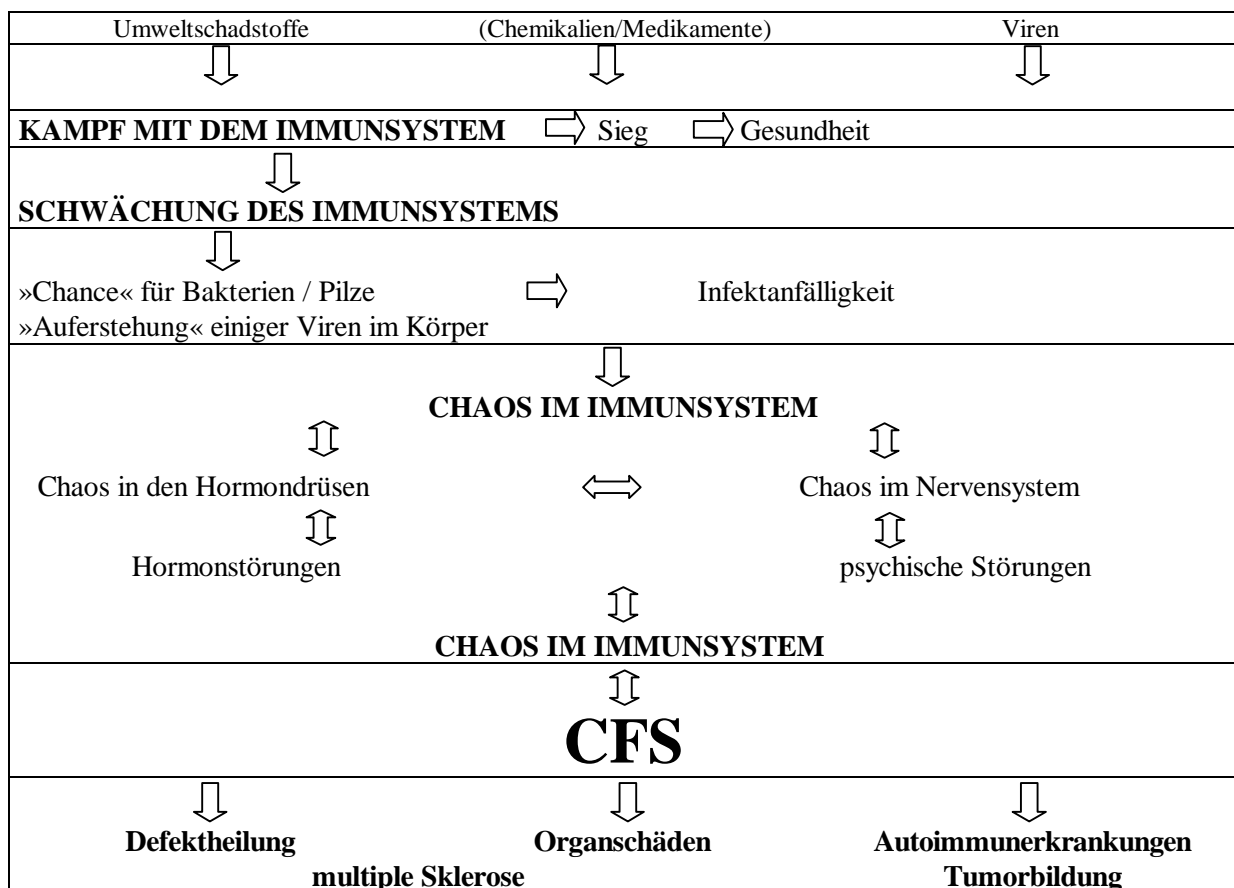 Umweltschadstoffe (Chemikalien/Medikamente) Viren
KAMPF MIT DEM IMMUNSYSTEM Sieg Gesundheit
SCHWÄCHUNG DES IMMUNSYSTEMS
»Chance« für Bakterien / Pilze Infektanfälligkeit
»Auferstehung« einiger Viren im Körper
CHAOS IM IMMUNSYSTEM
Chaos in den Hormondrüsen Chaos im Nervensystem
Hormonstörungen psychische Störungen
CHAOS IM IMMUNSYSTEM
CFS
Defektheilung Organschäden Autoimmunerkrankungen
multiple Sklerose Tumorbildung